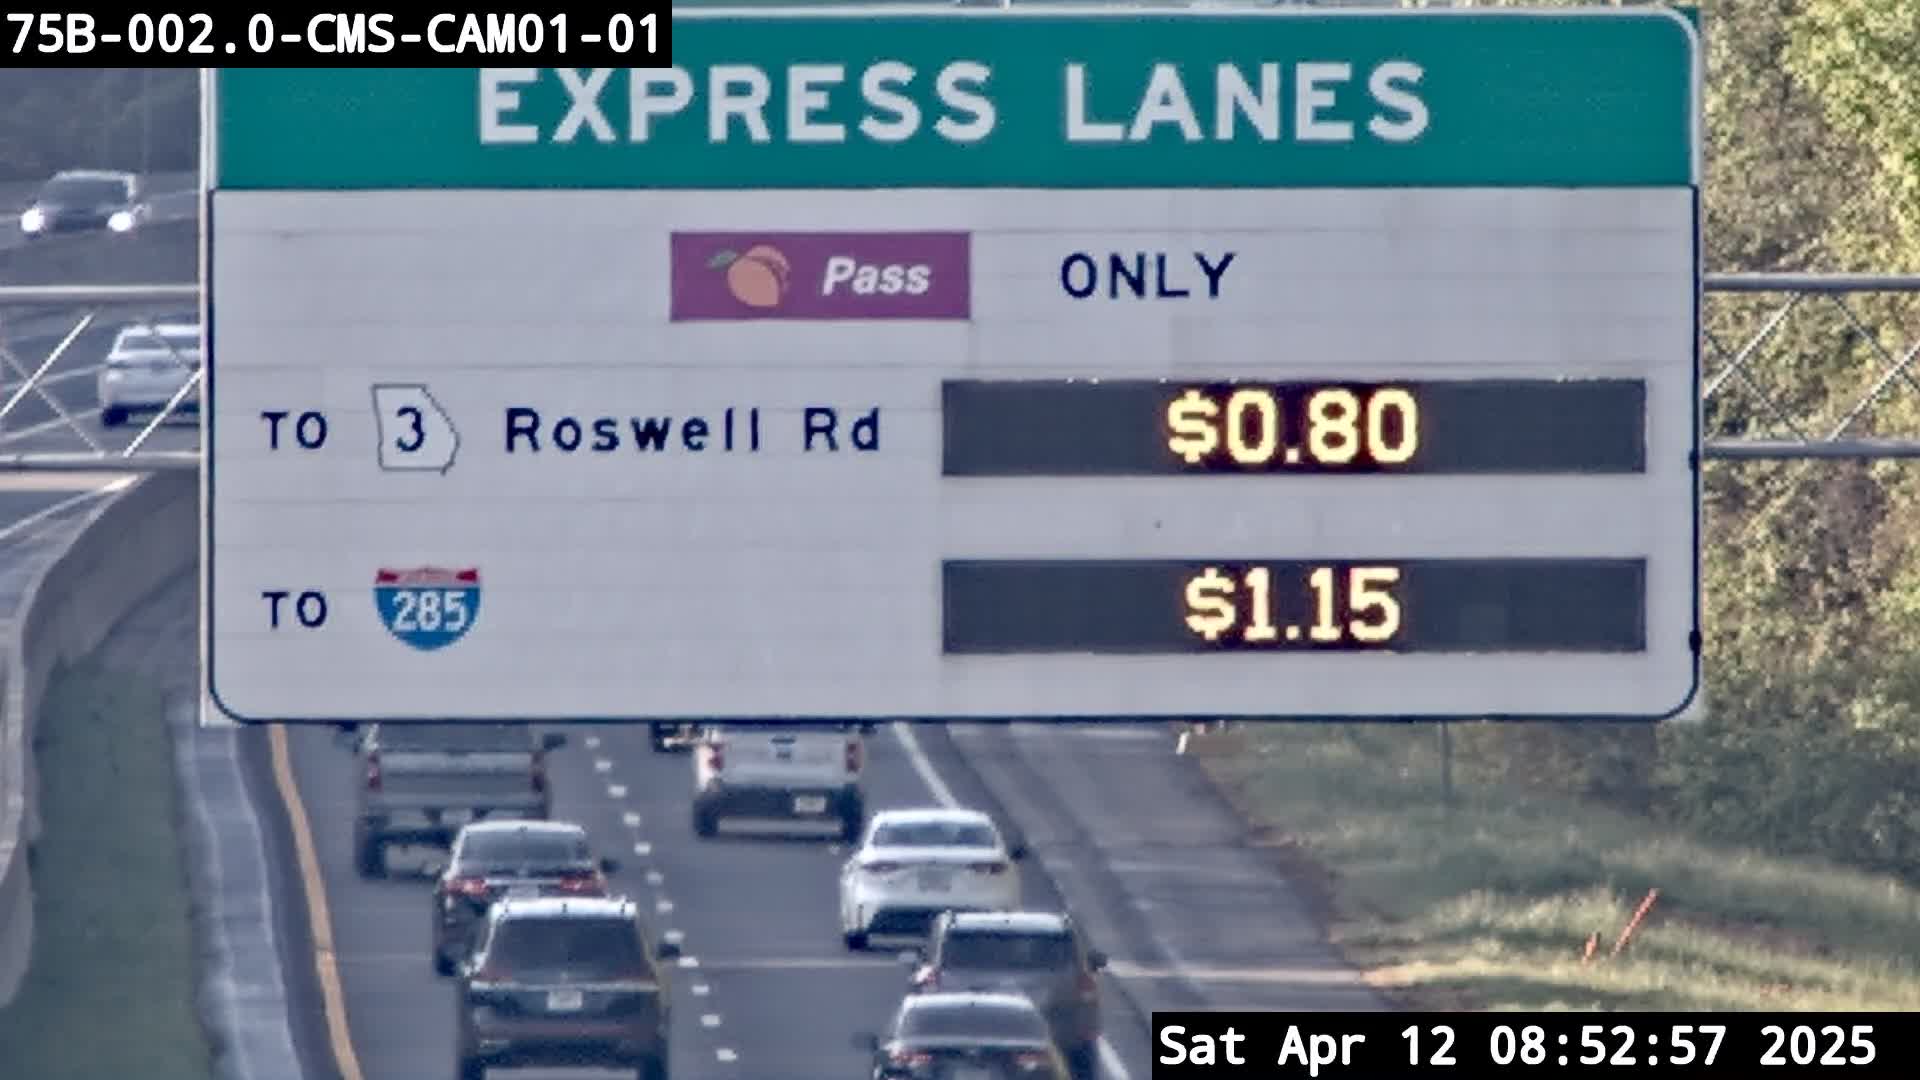 75B-002.0-CMS-CAM01-01
EXPRESS LANES
Pass ONLY
TO 3 Roswell Rd $0.80
TO 285 $1.15
Sat Apr 12 08:52:57 2025